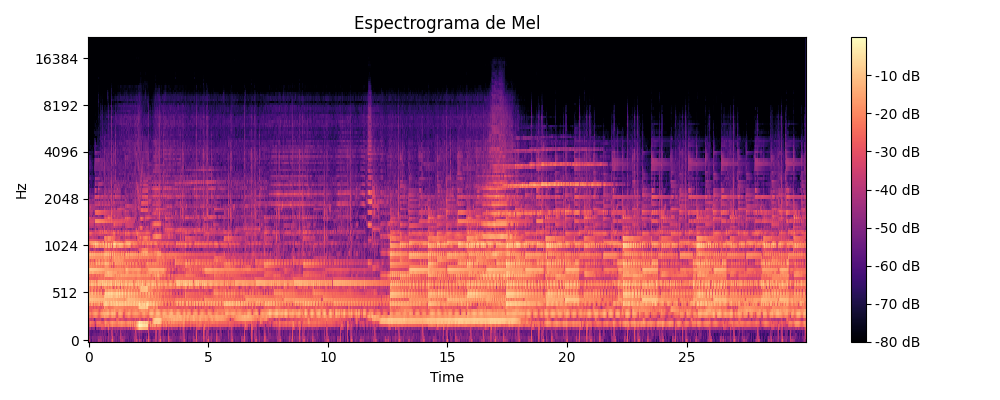 Espectrograma de Mel
16384
8192
4096
2048
1024
512
0
Hz
0 5 10 15 20 25
Time
-10 dB
-20 dB
-30 dB
-40 dB
-50 dB
-60 dB
-70 dB
-80 dB